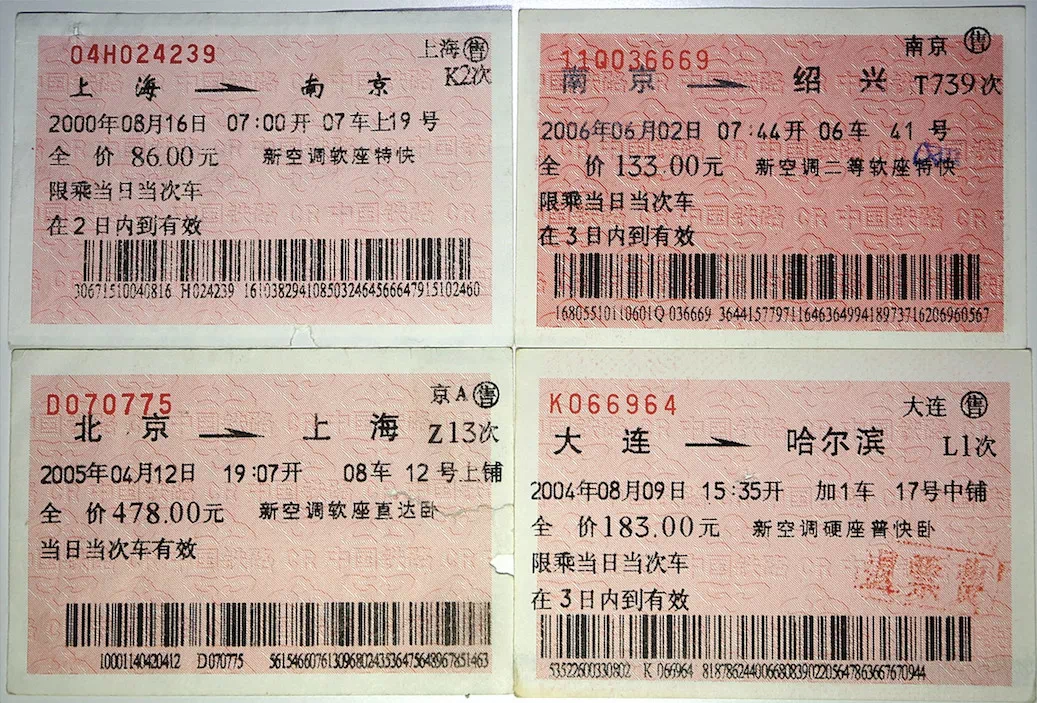 04H024239
上海 售
上 海 → 南 京 K2次
2000年08月16日 07:00开 07车上19号
全 价 86.00元 新空调软座特快
限乘当日当次车
在2日内到有效
30671510040816 H024239 16103829410850324645666479151 02460
11Q036669
南京 售
南 京 → 绍 兴 T739次
2006年06月02日 07:44开 06车 41 号
全 价 133.00元 新空调二等软座特快
限乘当日当次车
在3日内到有效
16805510110601Q 036669 36441577971164636499418973716206960567
D070775
京A 售
北 京 → 上 海 Z13次
2005年04月12日 19:07开 08车 12号上铺
全 价 478.00元 新空调软座直达卧
当日当次车有效
10001140420412 D070775 56154660761309680243536475648967851463
K066964
大连 售
大 连 → 哈尔滨 L1次
2004年08月09日 15:35开 加1车 17号中铺
全 价 183.00元 新空调硬座普快卧
限乘当日当次车
在3日内到有效
53522600330802 K 066964 81878624400668083902205647863667670944